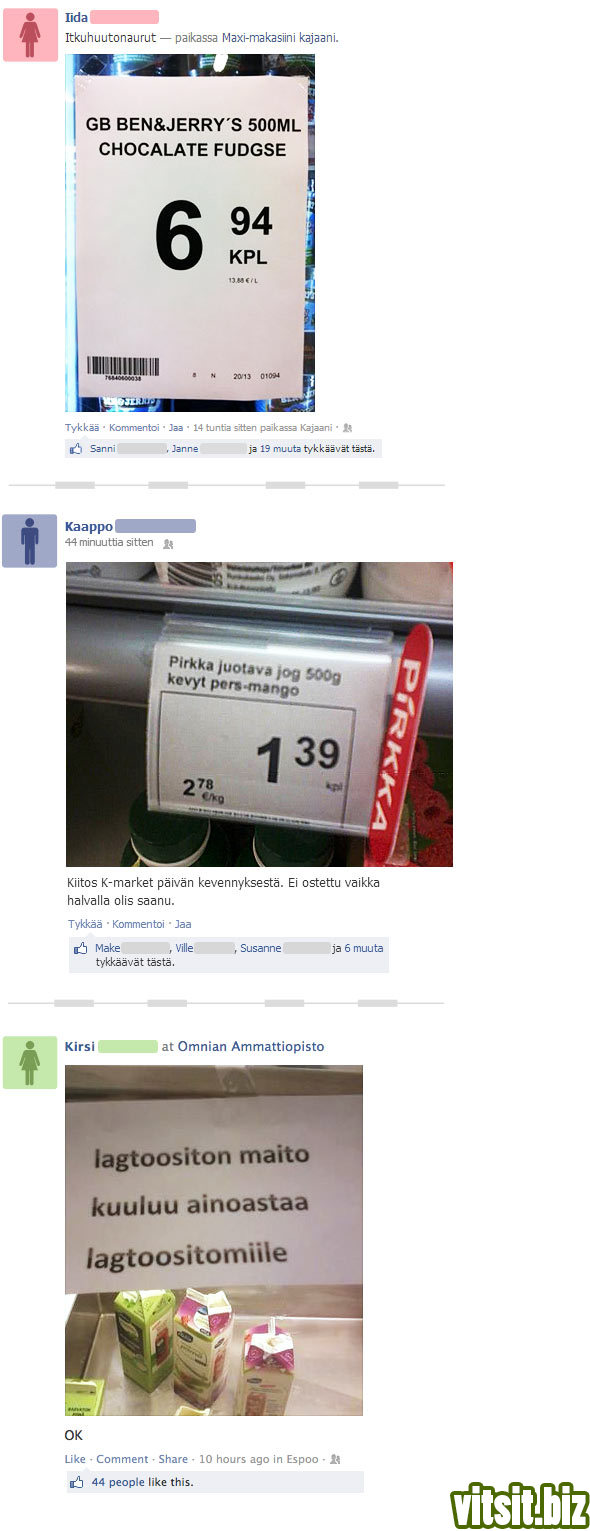 Iida
Itkuhuutonaurut — paikassa Maxi-makasiini kajaani.
GB BEN&JERRY´S 500ML
CHOCALATE FUDGSE
6 94
KPL
13,88 €/L
76840600038 8 N 20/13 01094
Tykkää · Kommentoi · Jaa · 14 tuntia sitten paikassa Kajaani ·
Sanni , Janne ja 19 muuta tykkäävät tästä.
Kaappo
44 minuuttia sitten
Pirkka juotava jog 500g
kevyt pers-mango
1 39
kpl
2 78
€/kg
PIRKKA
Kiitos K-market päivän kevennyksestä. Ei ostettu vaikka
halvalla olis saanu.
Tykkää · Kommentoi · Jaa
Make , Ville , Susanne ja 6 muuta
tykkäävät tästä.
Kirsi at Omnian Ammattiopisto
lagtoositon maito
kuuluu ainoastaa
lagtoositomiile
OK
Like · Comment · Share · 10 hours ago in Espoo ·
44 people like this.
vitsit.biz